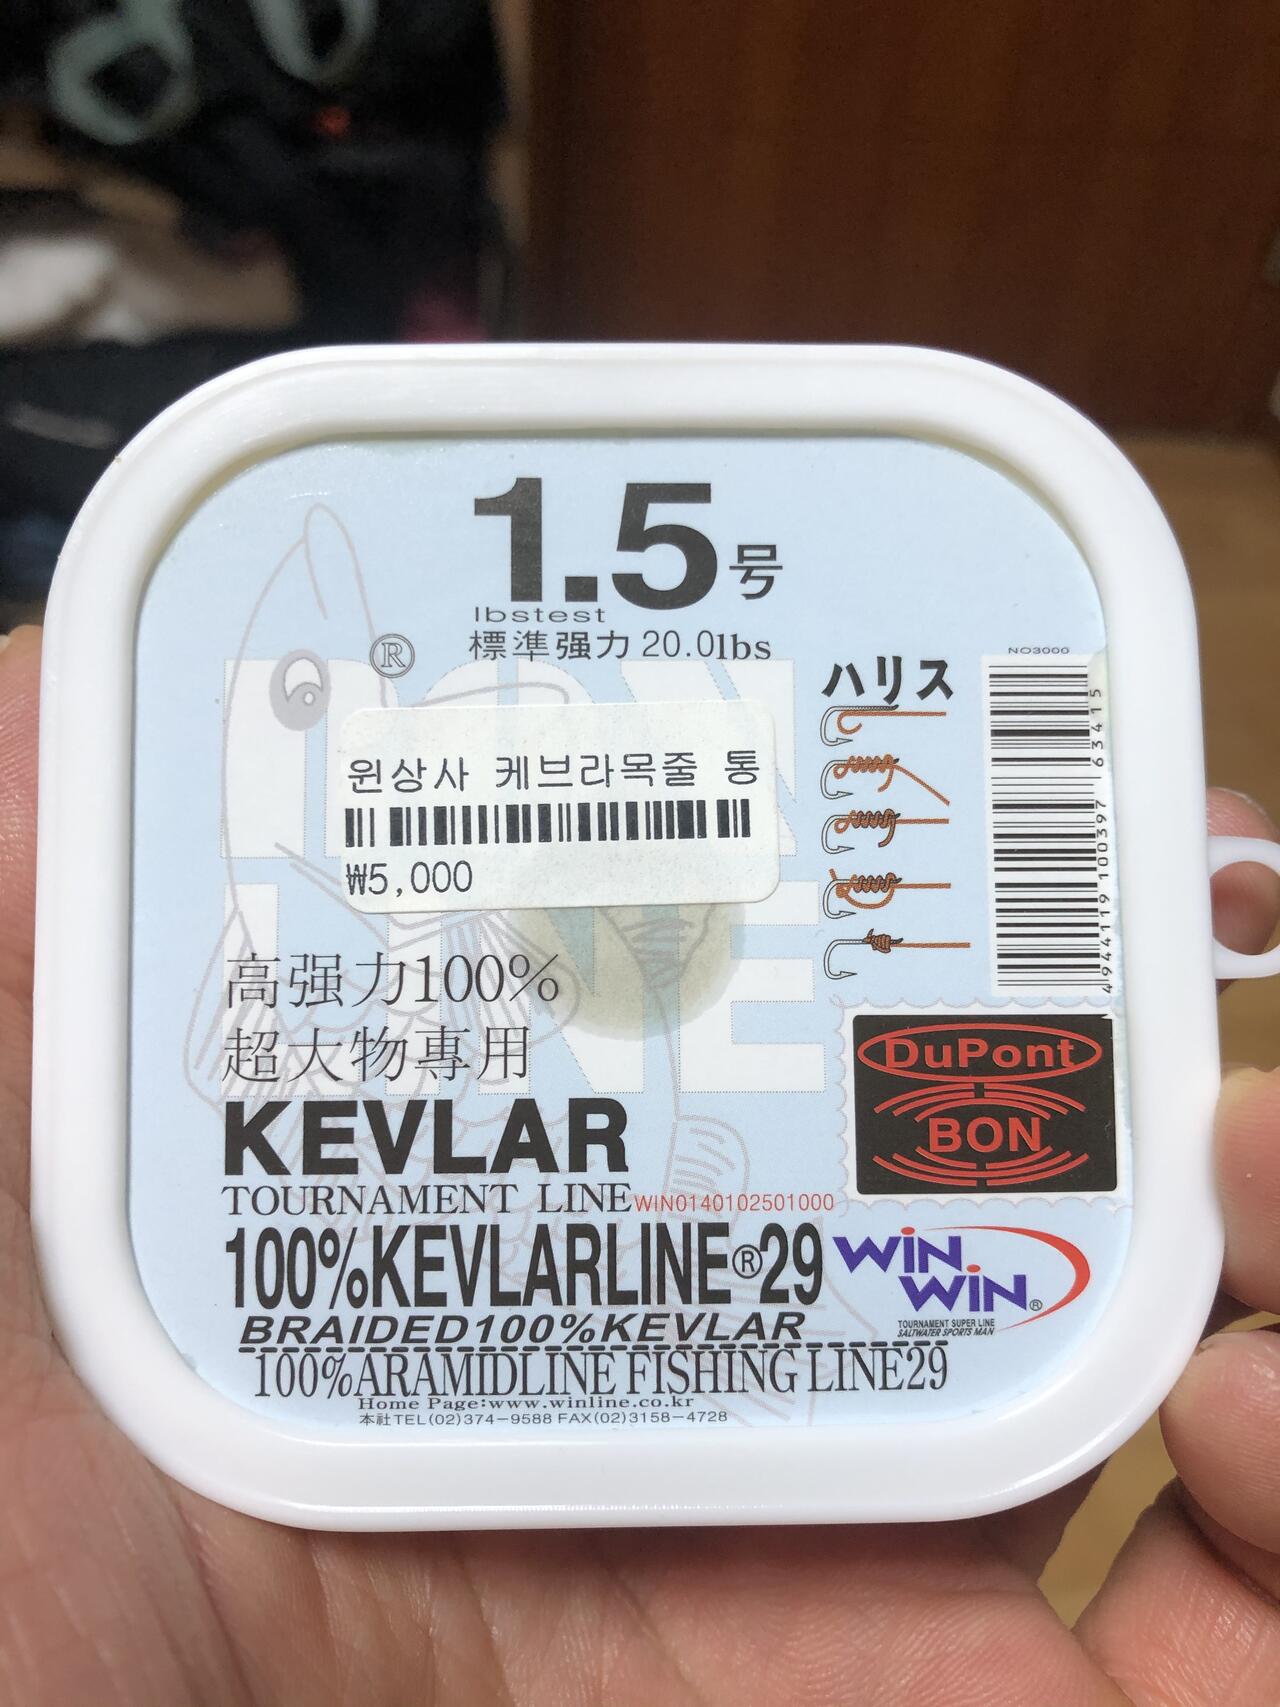 1.5号
lbstest
標準强力 20.0lbs
®
ハリス
NO3000
원상사 케브라목줄 통
₩5,000
4944119100397 63415
高强力100%
超大物專用
DuPont
BON
KEVLAR
TOURNAMENT LINE
WIN0140102501000
100%KEVLARLINE®29
WiN
WiN®
TOURNAMENT SUPER LINE
SALTWATER SPORTS MAN
BRAIDED100%KEVLAR
100%ARAMIDLINE FISHING LINE29
Home Page:www.winline.co.kr
本社TEL(02)374-9588 FAX(02)3158-4728